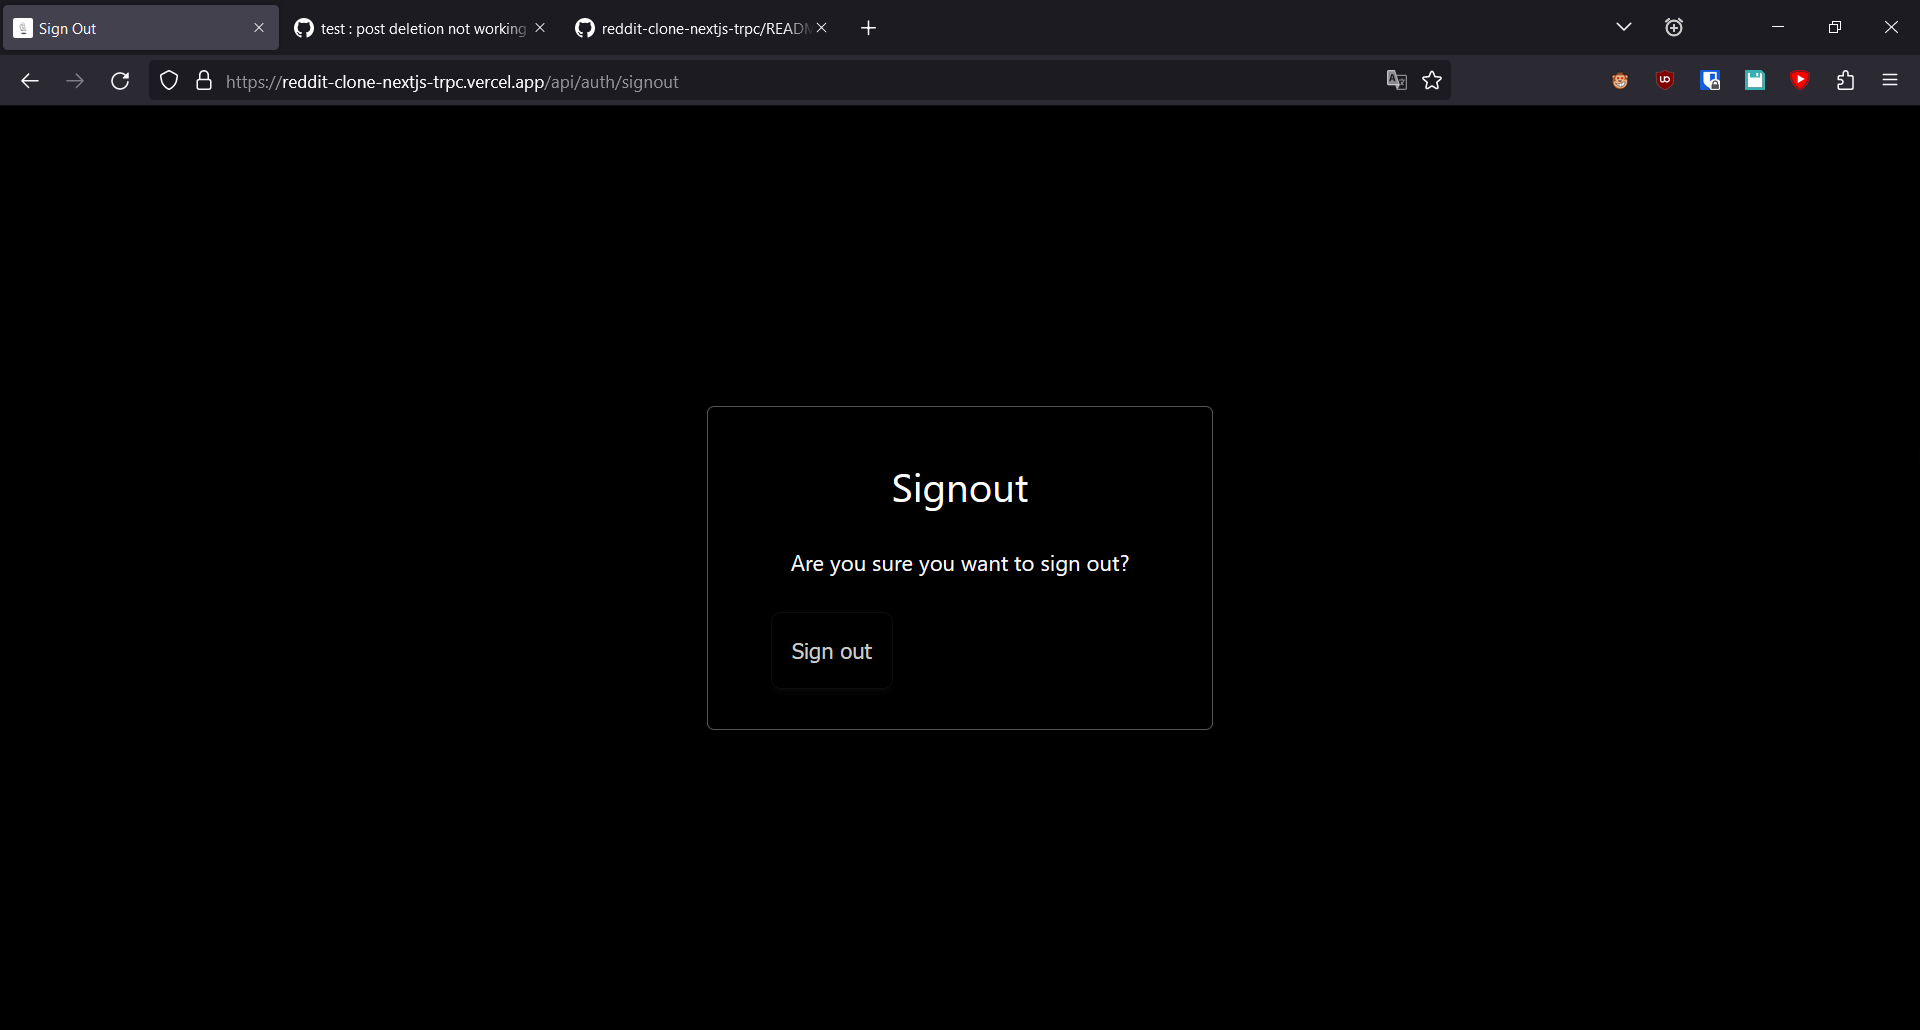 Sign Out
test : post deletion not working
reddit-clone-nextjs-trpc/READ
https://reddit-clone-nextjs-trpc.vercel.app/api/auth/signout
Signout
Are you sure you want to sign out?
Sign out